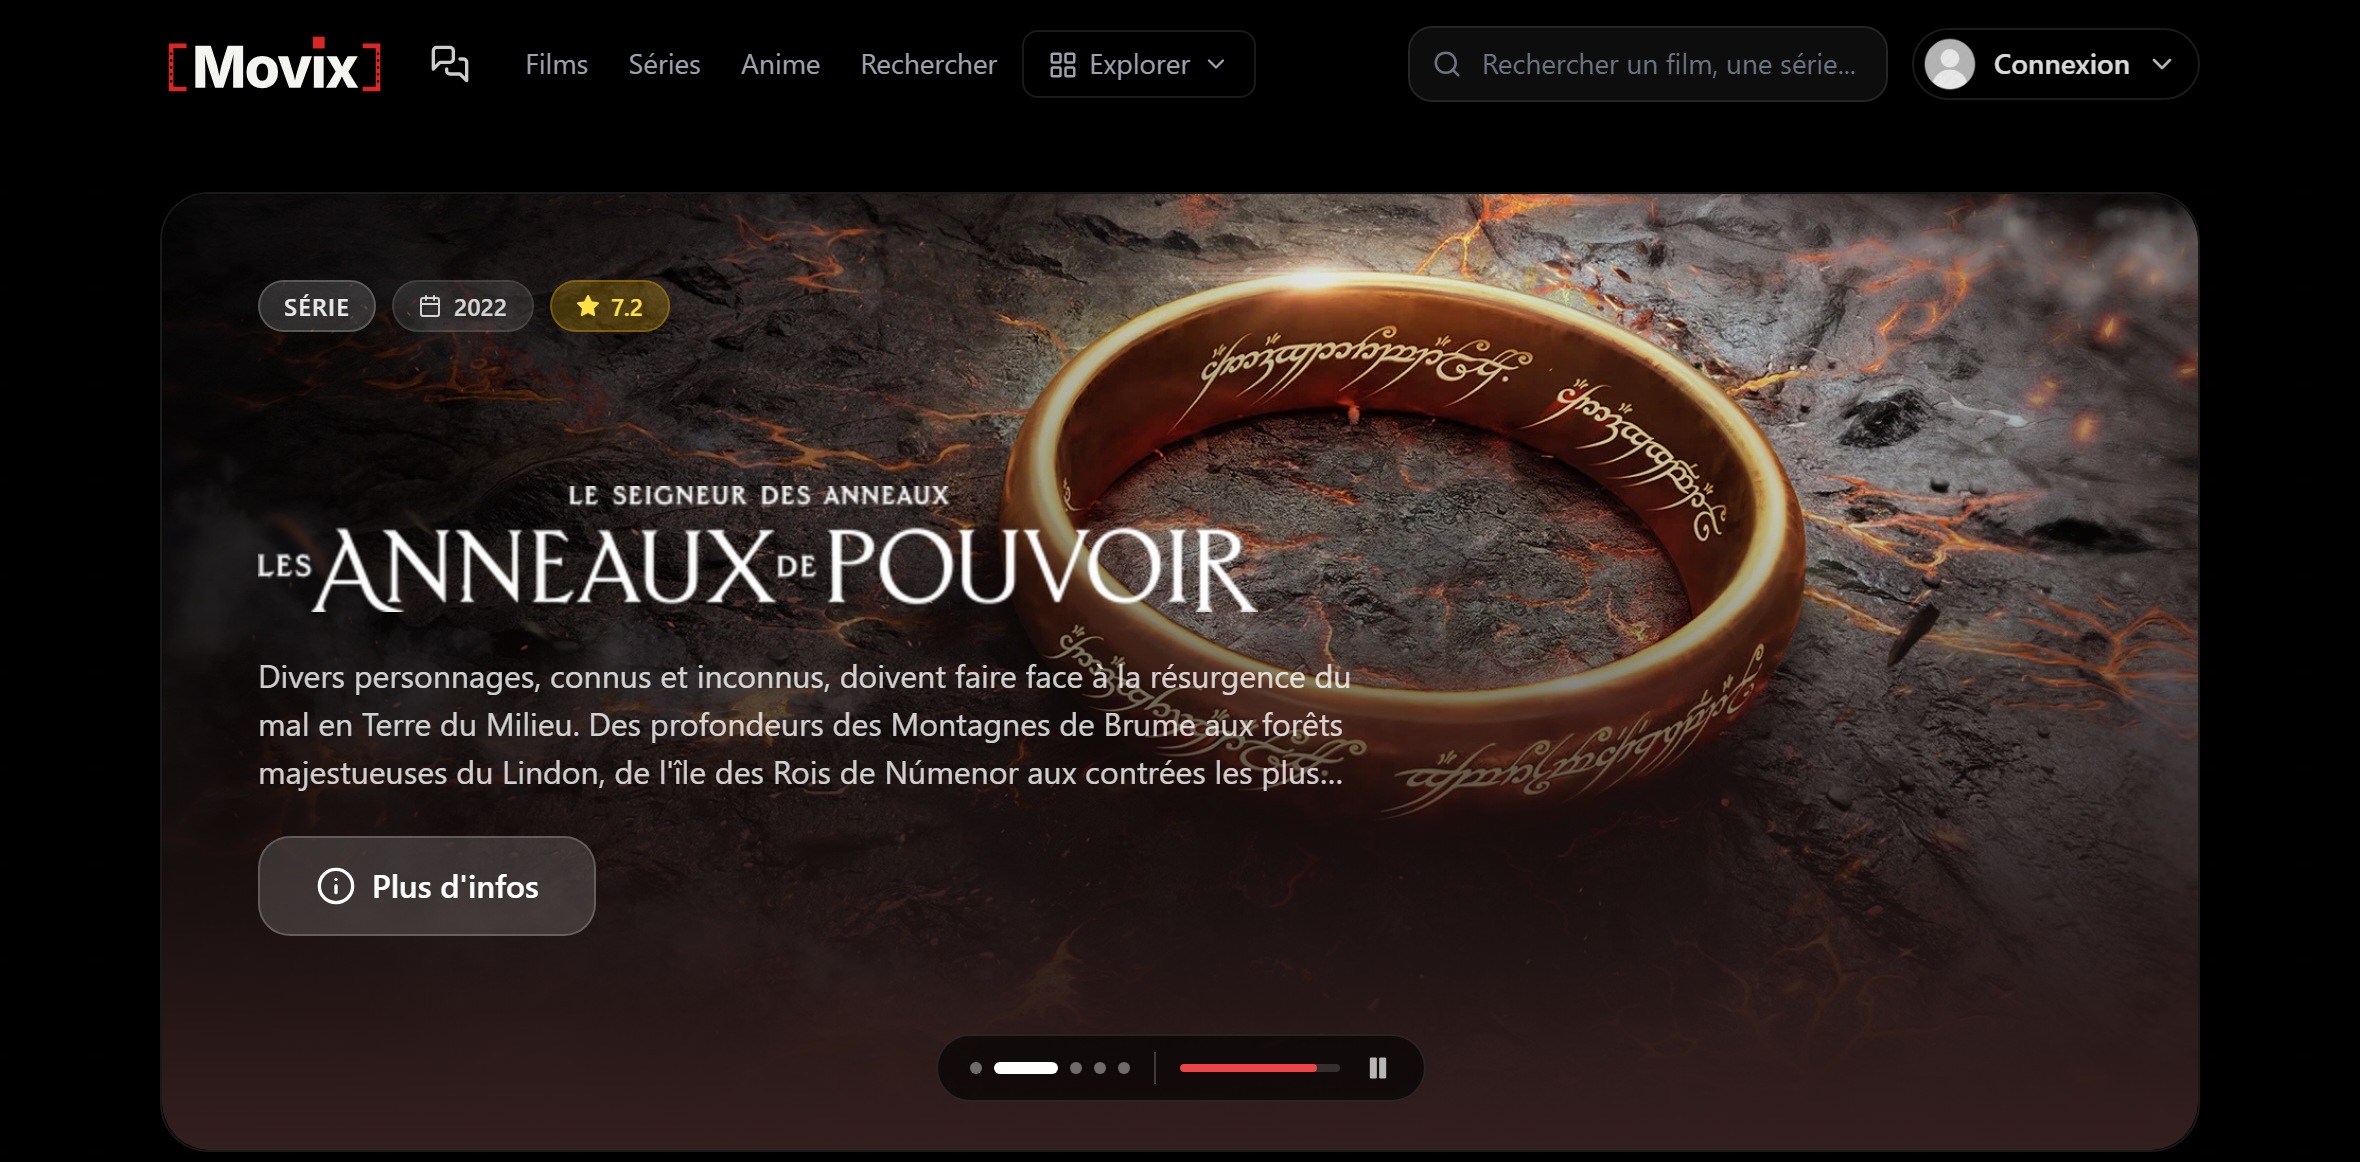 Movix
Films
Séries
Anime
Rechercher
Explorer
Rechercher un film, une série...
Connexion
SÉRIE
2022
7.2
LE SEIGNEUR DES ANNEAUX
LES ANNEAUX DE POUVOIR
Divers personnages, connus et inconnus, doivent faire face à la résurgence du
mal en Terre du Milieu. Des profondeurs des Montagnes de Brume aux forêts
majestueuses du Lindon, de l'île des Rois de Númenor aux contrées les plus...
Plus d'infos